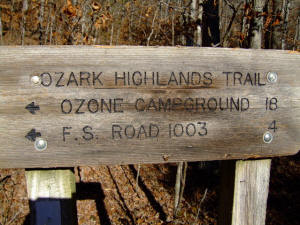 OZARK HIGHLANDS TRAIL
← OZONE CAMPGROUND 18
← F.S. ROAD 1003 4